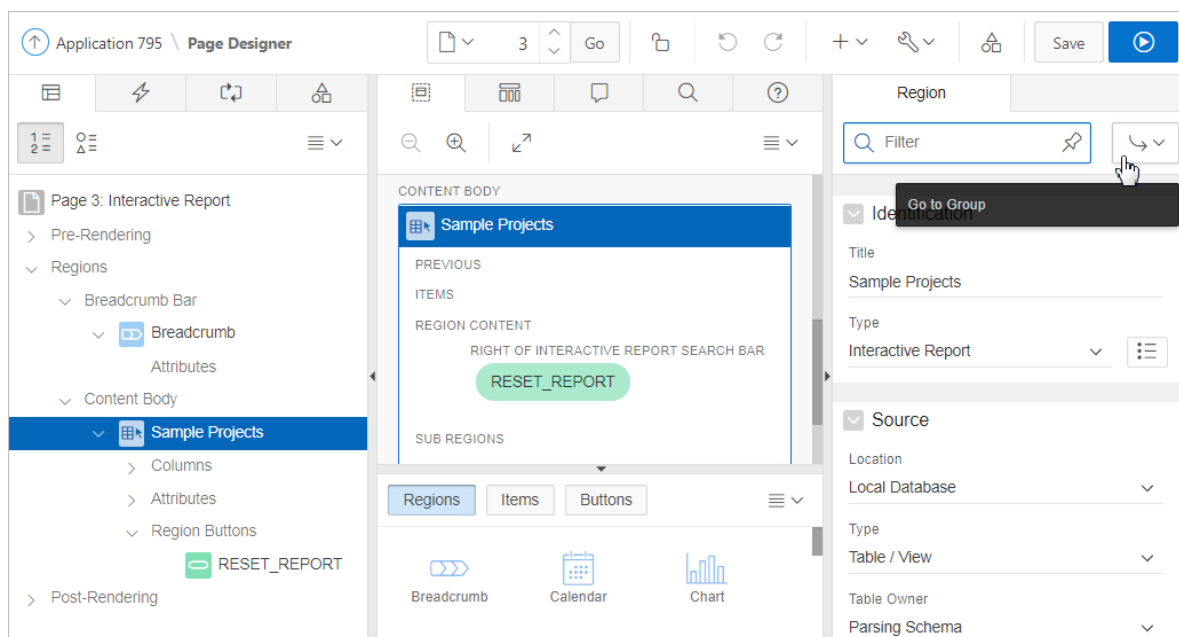 Application 795 \ Page Designer
3
Go
Save
1
2
Page 3: Interactive Report
Pre-Rendering
Regions
Breadcrumb Bar
Breadcrumb
Attributes
Content Body
Sample Projects
Columns
Attributes
Region Buttons
RESET_REPORT
Post-Rendering
CONTENT BODY
Sample Projects
PREVIOUS
ITEMS
REGION CONTENT
RIGHT OF INTERACTIVE REPORT SEARCH BAR
RESET_REPORT
SUB REGIONS
Regions Items Buttons
Breadcrumb Calendar Chart
Region
Filter
Go to Group
Identification
Title
Sample Projects
Type
Interactive Report
Source
Location
Local Database
Type
Table / View
Table Owner
Parsing Schema